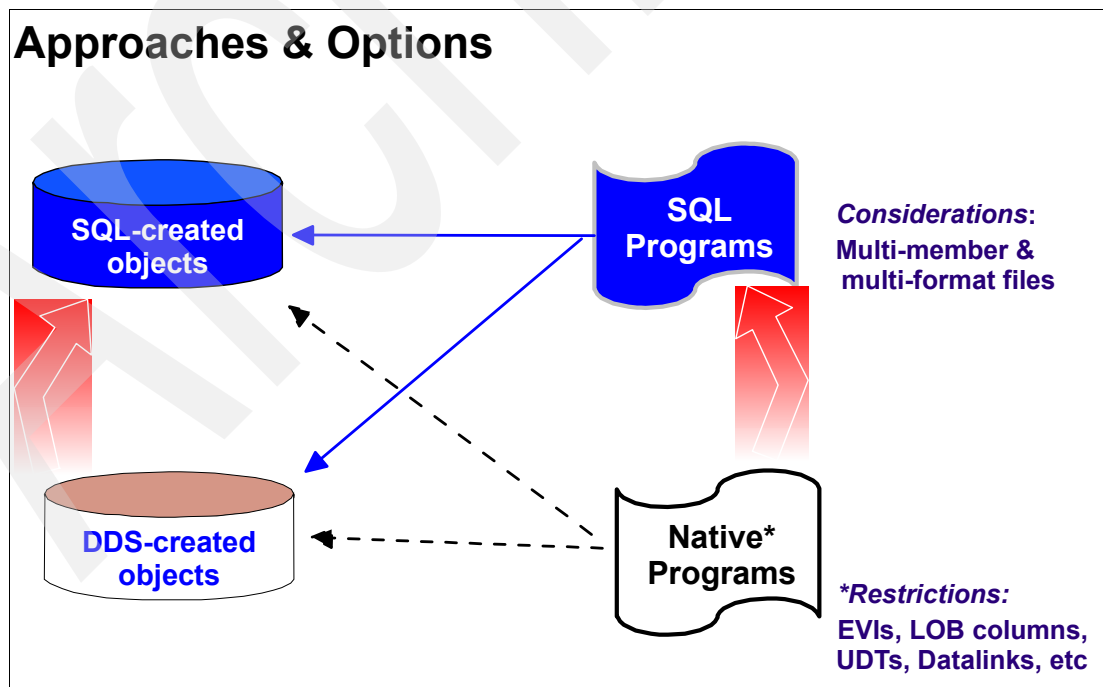 Approaches & Options
SQL-created
objects
SQL
Programs
Considerations:
Multi-member &
multi-format files
DDS-created
objects
Native*
Programs
*Restrictions:
EVIs, LOB columns,
UDTs, Datalinks, etc